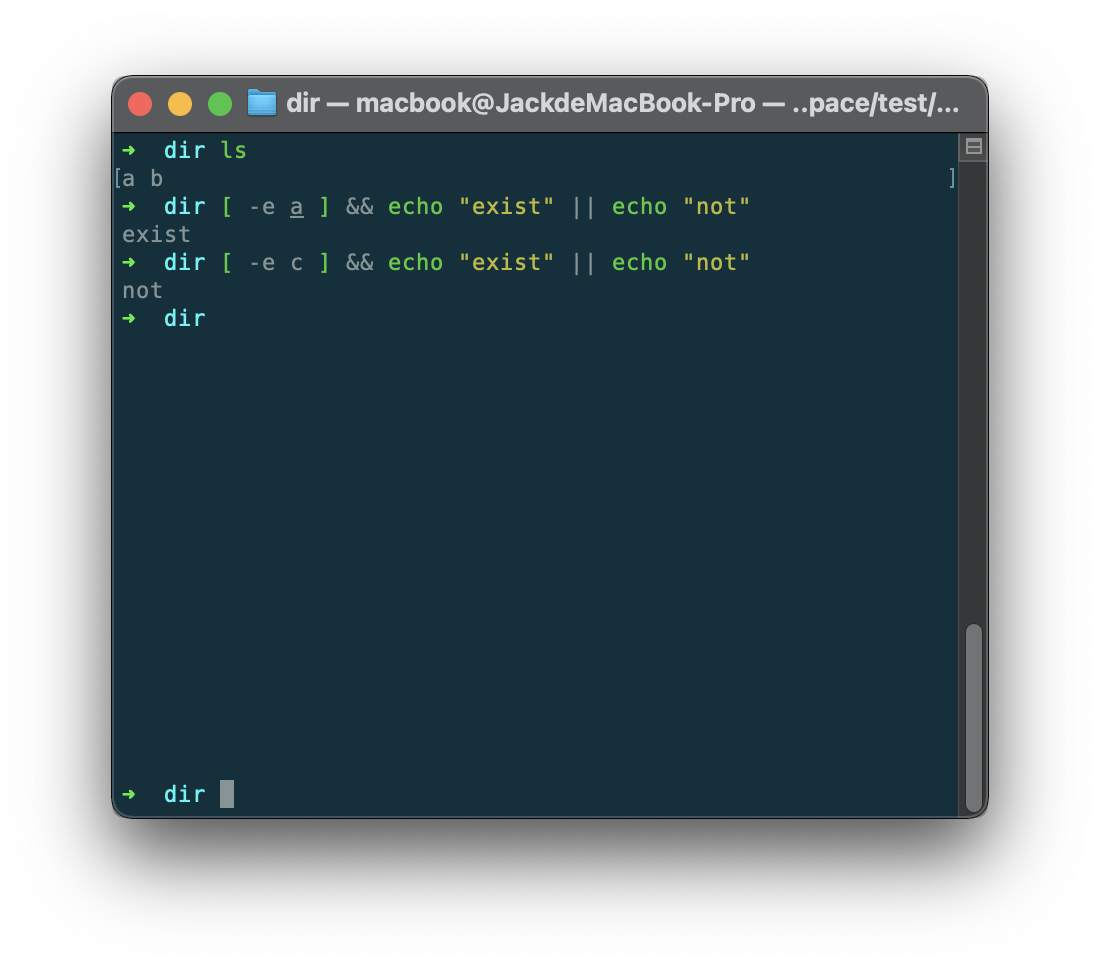 dir — macbook@JackdeMacBook-Pro — ..pace/test/...
➜ dir ls
[a b ]
➜ dir [ -e a ] && echo "exist" || echo "not"
exist
➜ dir [ -e c ] && echo "exist" || echo "not"
not
➜ dir
➜ dir